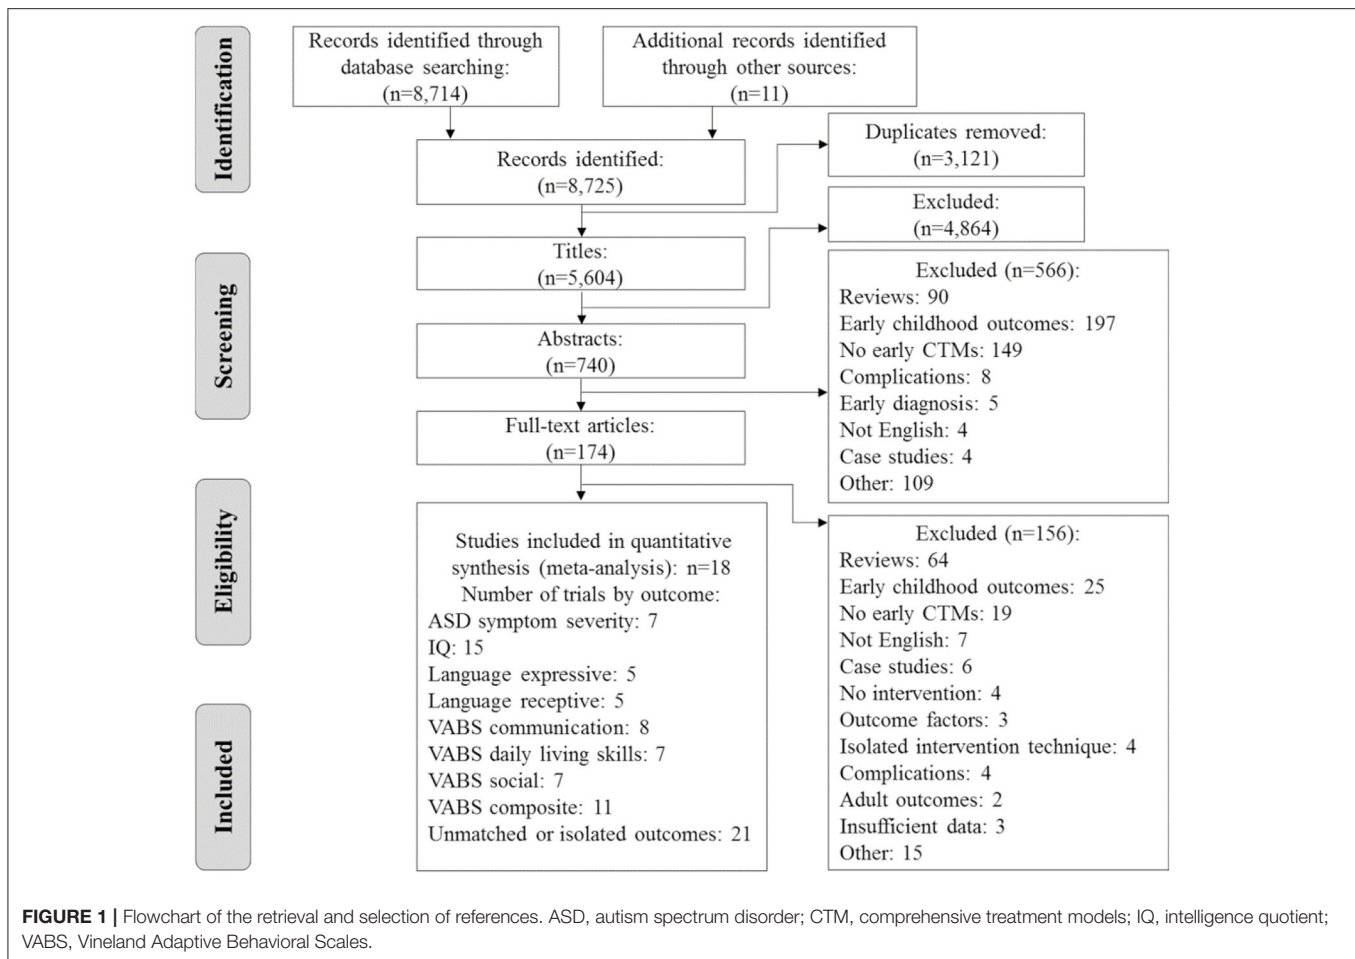 Identification
Records identified through
database searching:
(n=8,714)
Additional records identified
through other sources:
(n=11)
Records identified:
(n=8,725)
Duplicates removed:
(n=3,121)
Screening
Titles:
(n=5,604)
Excluded:
(n=4,864)
Abstracts:
(n=740)
Excluded (n=566):
Reviews: 90
Early childhood outcomes: 197
No early CTMs: 149
Complications: 8
Early diagnosis: 5
Not English: 4
Case studies: 4
Other: 109
Full-text articles:
(n=174)
Eligibility
Excluded (n=156):
Reviews: 64
Early childhood outcomes: 25
No early CTMs: 19
Not English: 7
Case studies: 6
No intervention: 4
Outcome factors: 3
Isolated intervention technique: 4
Complications: 4
Adult outcomes: 2
Insufficient data: 3
Other: 15
Included
Studies included in quantitative
synthesis (meta-analysis): n=18
Number of trials by outcome:
ASD symptom severity: 7
IQ: 15
Language expressive: 5
Language receptive: 5
VABS communication: 8
VABS daily living skills: 7
VABS social: 7
VABS composite: 11
Unmatched or isolated outcomes: 21
FIGURE 1 | Flowchart of the retrieval and selection of references. ASD, autism spectrum disorder; CTM, comprehensive treatment models; IQ, intelligence quotient;
VABS, Vineland Adaptive Behavioral Scales.